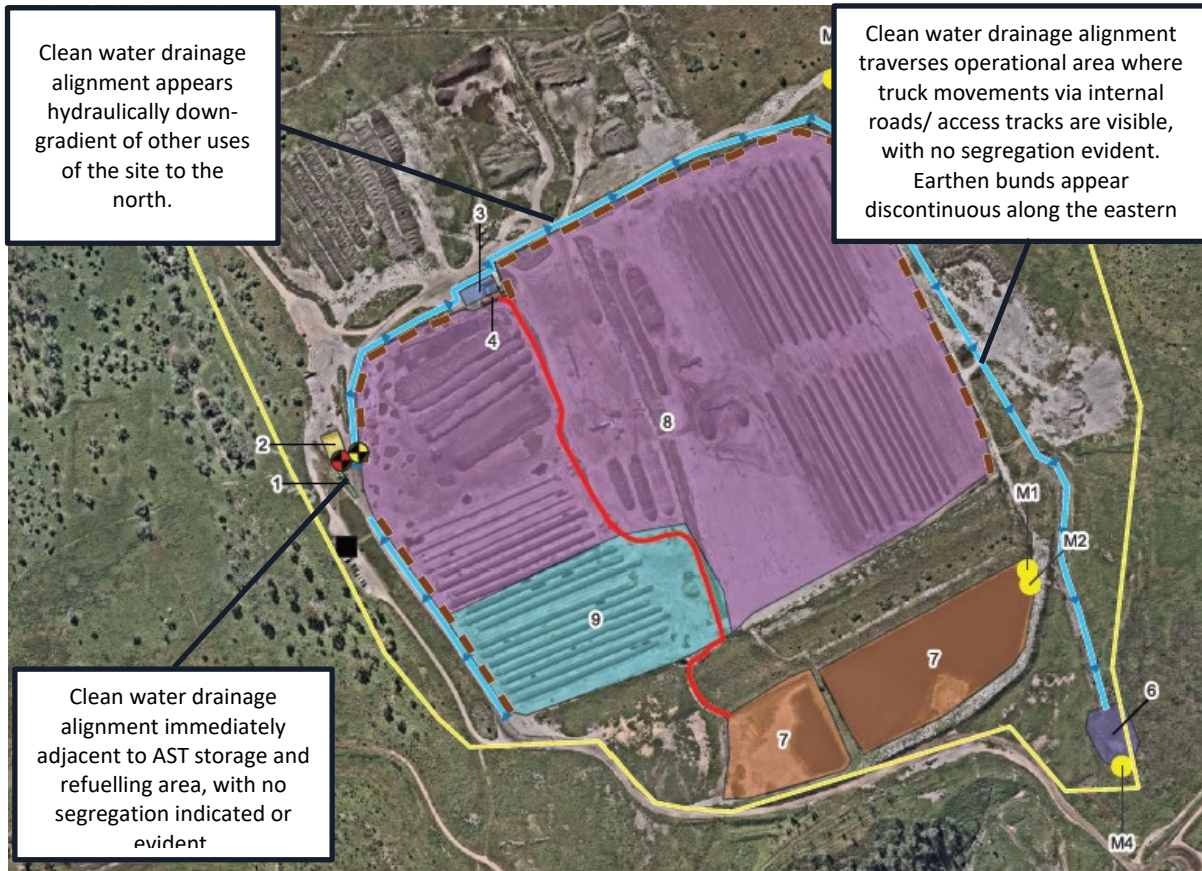 Clean water drainage
alignment appears
hydraulically down-
gradient of other uses
of the site to the
north.
M
Clean water drainage alignment
traverses operational area where
truck movements via internal
roads/ access tracks are visible,
with no segregation evident.
Earthen bunds appear
discontinuous along the eastern
3
4
8
2
1
M1
M2
9
7
7
6
M4
Clean water drainage
alignment immediately
adjacent to AST storage and
refuelling area, with no
segregation indicated or
evident